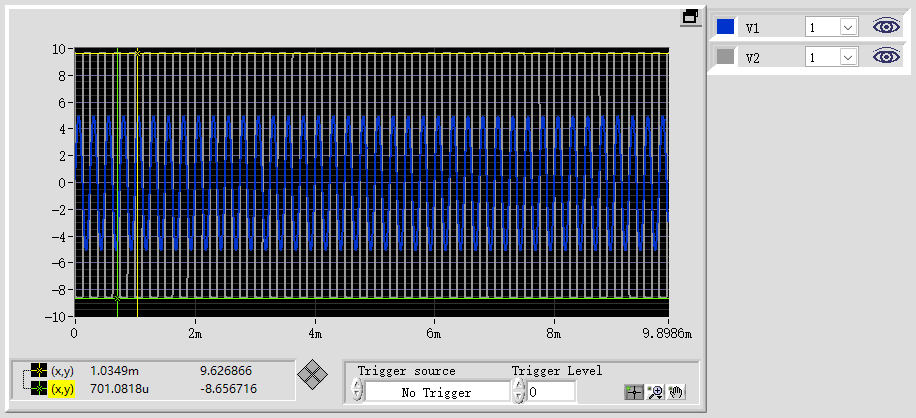 V1 1
V2 1
10
8
6
4
2
0
-2
-4
-6
-8
-10
0 2m 4m 6m 8m 9.8986m
(x,y) 1.0349m 9.626866
(x,y) 701.0818u -8.656716
Trigger source Trigger Level
No Trigger 0